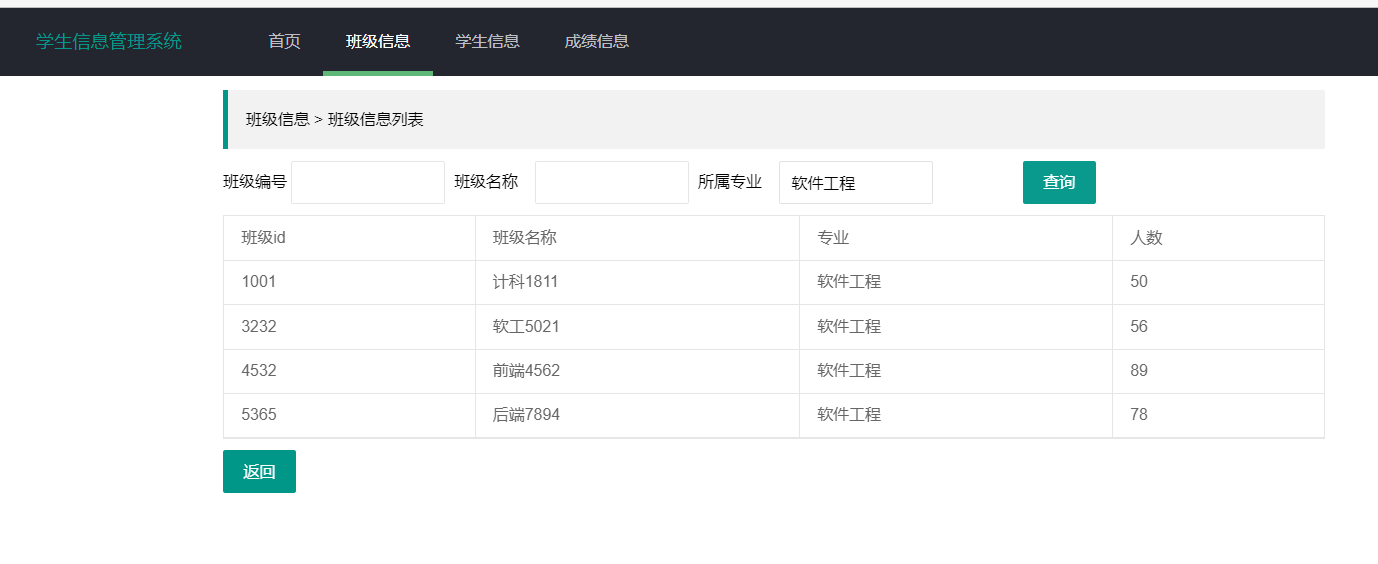 学生信息管理系统 首页 班级信息 学生信息 成绩信息
班级信息 > 班级信息列表
班级编号 班级名称 所属专业 软件工程 查询
班级id 班级名称 专业 人数
1001 计科1811 软件工程 50
3232 软工5021 软件工程 56
4532 前端4562 软件工程 89
5365 后端7894 软件工程 78
返回